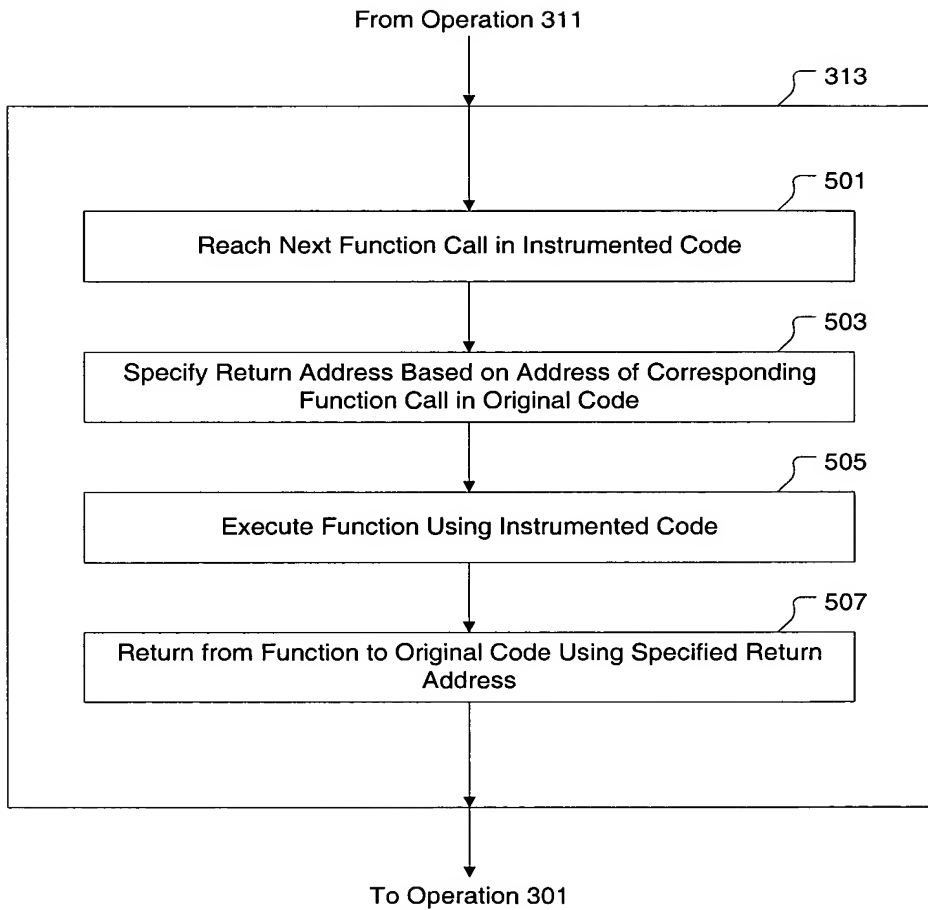 From Operation 311
313
501
Reach Next Function Call in Instrumented Code
503
Specify Return Address Based on Address of Corresponding
Function Call in Original Code
505
Execute Function Using Instrumented Code
507
Return from Function to Original Code Using Specified Return
Address
To Operation 301